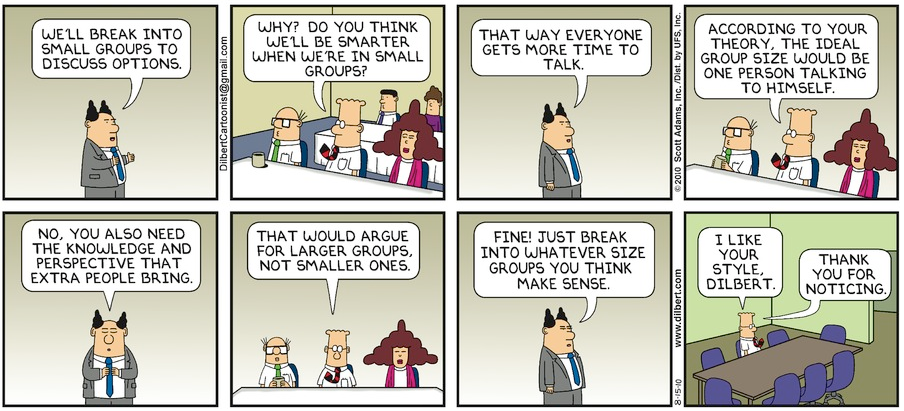 WE'LL BREAK INTO
SMALL GROUPS TO
DISCUSS OPTIONS.
DilbertCartoonist@gmail.com
WHY? DO YOU THINK
WE'LL BE SMARTER
WHEN WE'RE IN SMALL
GROUPS?
THAT WAY EVERYONE
GETS MORE TIME TO
TALK.
© 2010 Scott Adams, Inc./Dist. by UFS, Inc.
ACCORDING TO YOUR
THEORY, THE IDEAL
GROUP SIZE WOULD BE
ONE PERSON TALKING
TO HIMSELF.
NO, YOU ALSO NEED
THE KNOWLEDGE AND
PERSPECTIVE THAT
EXTRA PEOPLE BRING.
THAT WOULD ARGUE
FOR LARGER GROUPS,
NOT SMALLER ONES.
FINE! JUST BREAK
INTO WHATEVER SIZE
GROUPS YOU THINK
MAKE SENSE.
8-15-10
www.dilbert.com
I LIKE
YOUR
STYLE,
DILBERT.
THANK
YOU FOR
NOTICING.